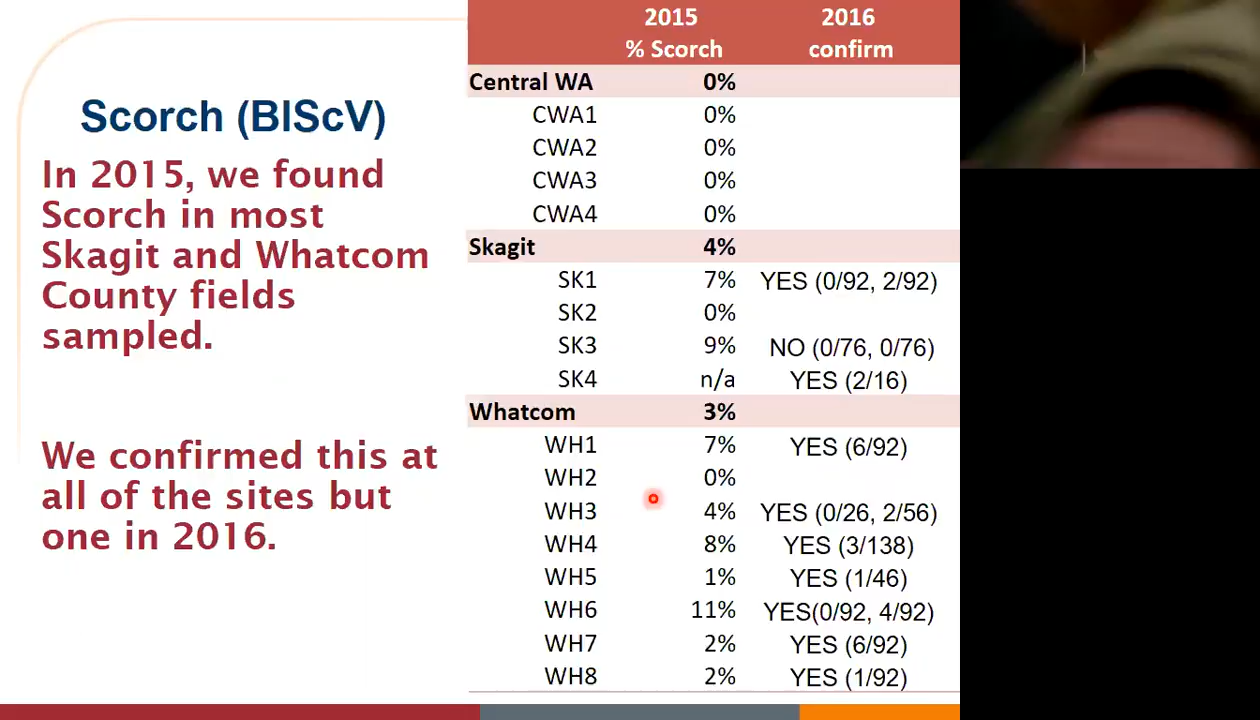 Scorch (BlScV)
In 2015, we found
Scorch in most
Skagit and Whatcom
County fields
sampled.
We confirmed this at
all of the sites but
one in 2016.
2015 2016
% Scorch confirm
Central WA 0%
CWA1 0%
CWA2 0%
CWA3 0%
CWA4 0%
Skagit 4%
SK1 7% YES (0/92, 2/92)
SK2 0%
SK3 9% NO (0/76, 0/76)
SK4 n/a YES (2/16)
Whatcom 3%
WH1 7% YES (6/92)
WH2 0%
WH3 4% YES (0/26, 2/56)
WH4 8% YES (3/138)
WH5 1% YES (1/46)
WH6 11% YES(0/92, 4/92)
WH7 2% YES (6/92)
WH8 2% YES (1/92)